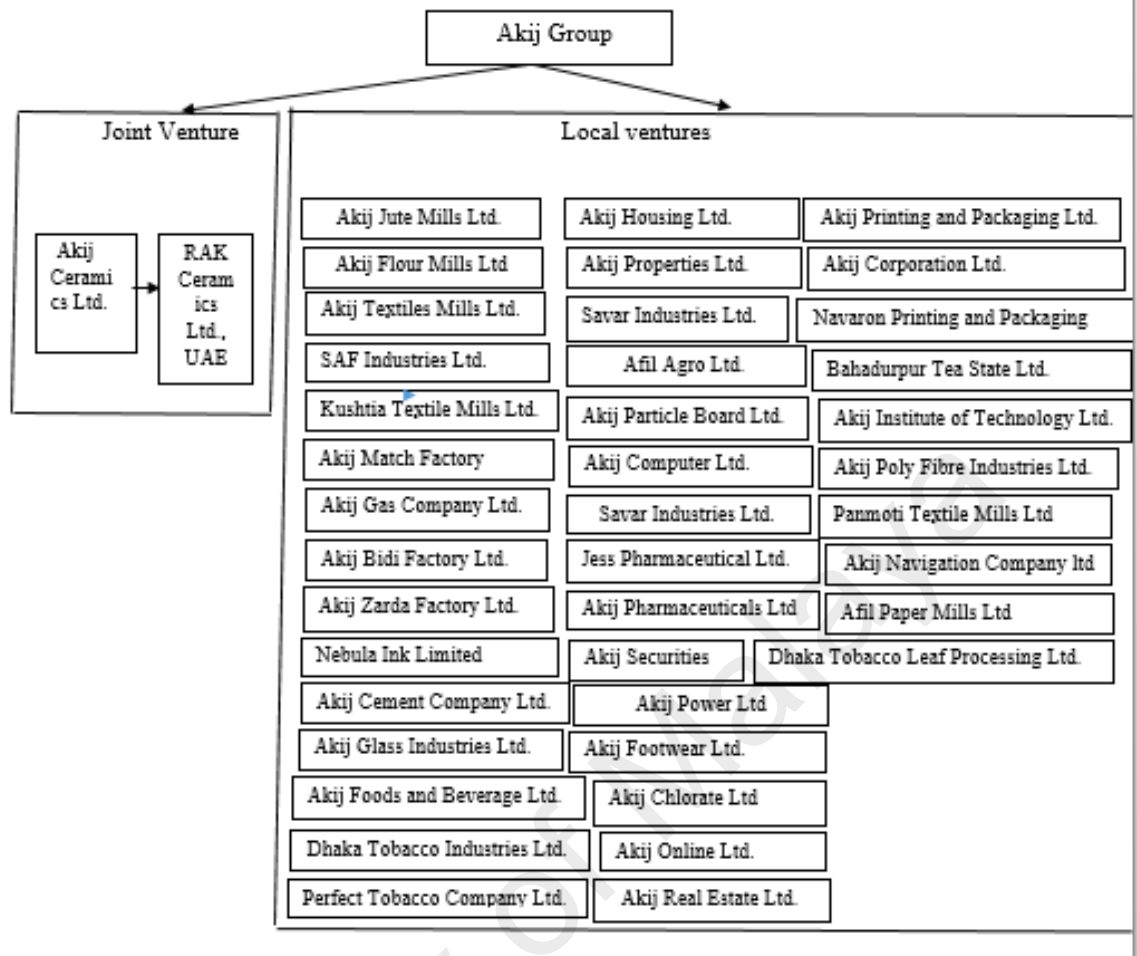 Akij Group
Joint Venture
Akij
Cerami
cs Ltd.
RAK
Ceram
ics
Ltd.,
UAE
Local ventures
Akij Jute Mills Ltd.
Akij Flour Mills Ltd
Akij Textiles Mills Ltd.
SAF Industries Ltd.
Kushtia Textile Mills Ltd.
Akij Match Factory
Akij Gas Company Ltd.
Akij Bidi Factory Ltd.
Akij Zarda Factory Ltd.
Nebula Ink Limited
Akij Cement Company Ltd.
Akij Glass Industries Ltd.
Akij Foods and Beverage Ltd.
Dhaka Tobacco Industries Ltd.
Perfect Tobacco Company Ltd.
Akij Housing Ltd.
Akij Properties Ltd.
Savar Industries Ltd.
Afil Agro Ltd.
Akij Particle Board Ltd.
Akij Computer Ltd.
Savar Industries Ltd.
Jess Pharmaceutical Ltd.
Akij Pharmaceuticals Ltd
Akij Securities
Akij Power Ltd
Akij Footwear Ltd.
Akij Chlorate Ltd
Akij Online Ltd.
Akij Real Estate Ltd.
Akij Printing and Packaging Ltd.
Akij Corporation Ltd.
Navaron Printing and Packaging
Bahadurpur Tea State Ltd.
Akij Institute of Technology Ltd.
Akij Poly Fibre Industries Ltd.
Panmoti Textile Mills Ltd
Akij Navigation Company ltd
Afil Paper Mills Ltd
Dhaka Tobacco Leaf Processing Ltd.
of Malaya